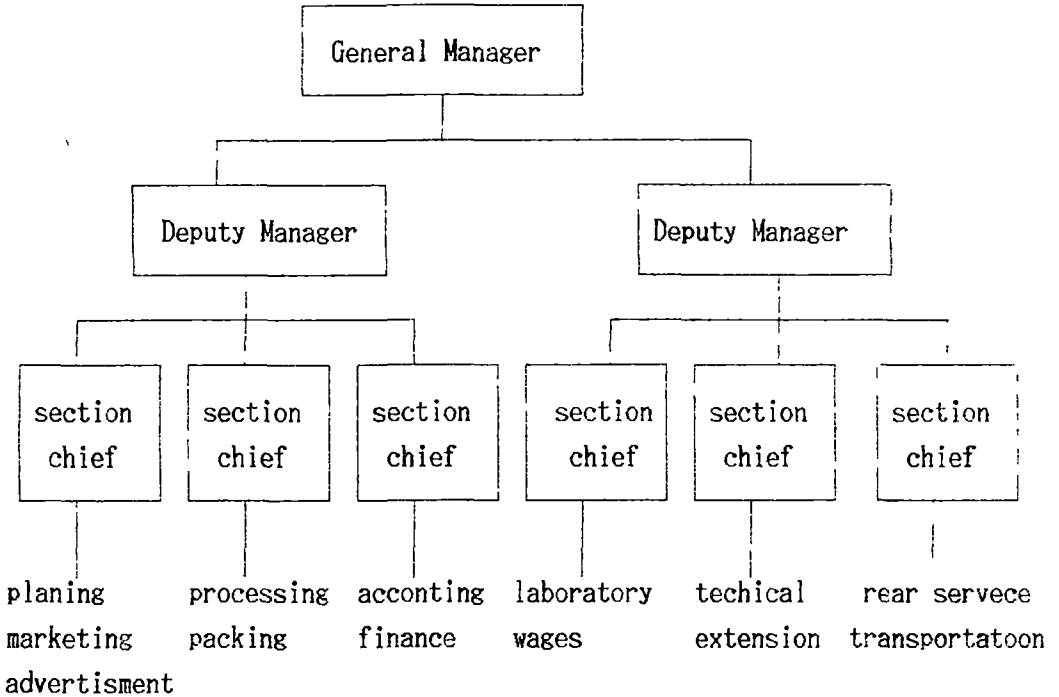 General Manager
Deputy Manager
Deputy Manager
section chief
section chief
section chief
section chief
section chief
section chief
planing
marketing
advertisment
processing
packing
acconting
finance
laboratory
wages
techical
extension
rear servece
transportatoon